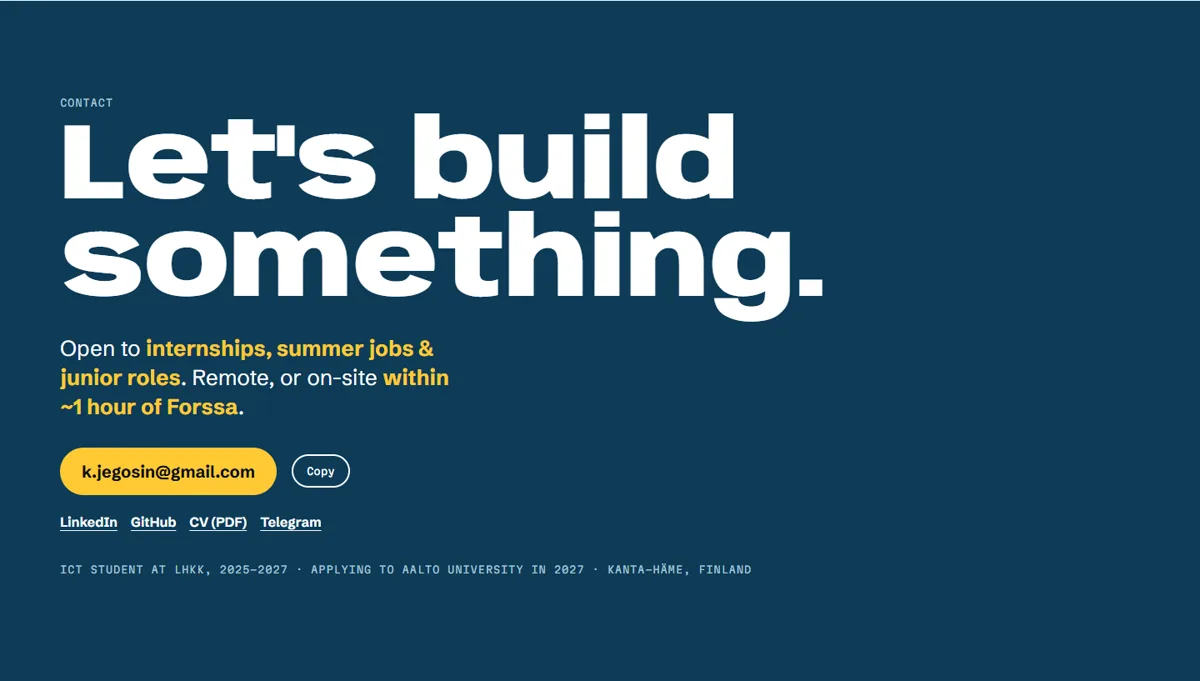 CONTACT
Let's build
something.
Open to internships, summer jobs &
junior roles. Remote, or on-site within
~1 hour of Forssa.
k.jegosin@gmail.com Copy
LinkedIn GitHub CV (PDF) Telegram
ICT STUDENT AT LHKK, 2025–2027 · APPLYING TO AALTO UNIVERSITY IN 2027 · KANTA-HÄME, FINLAND